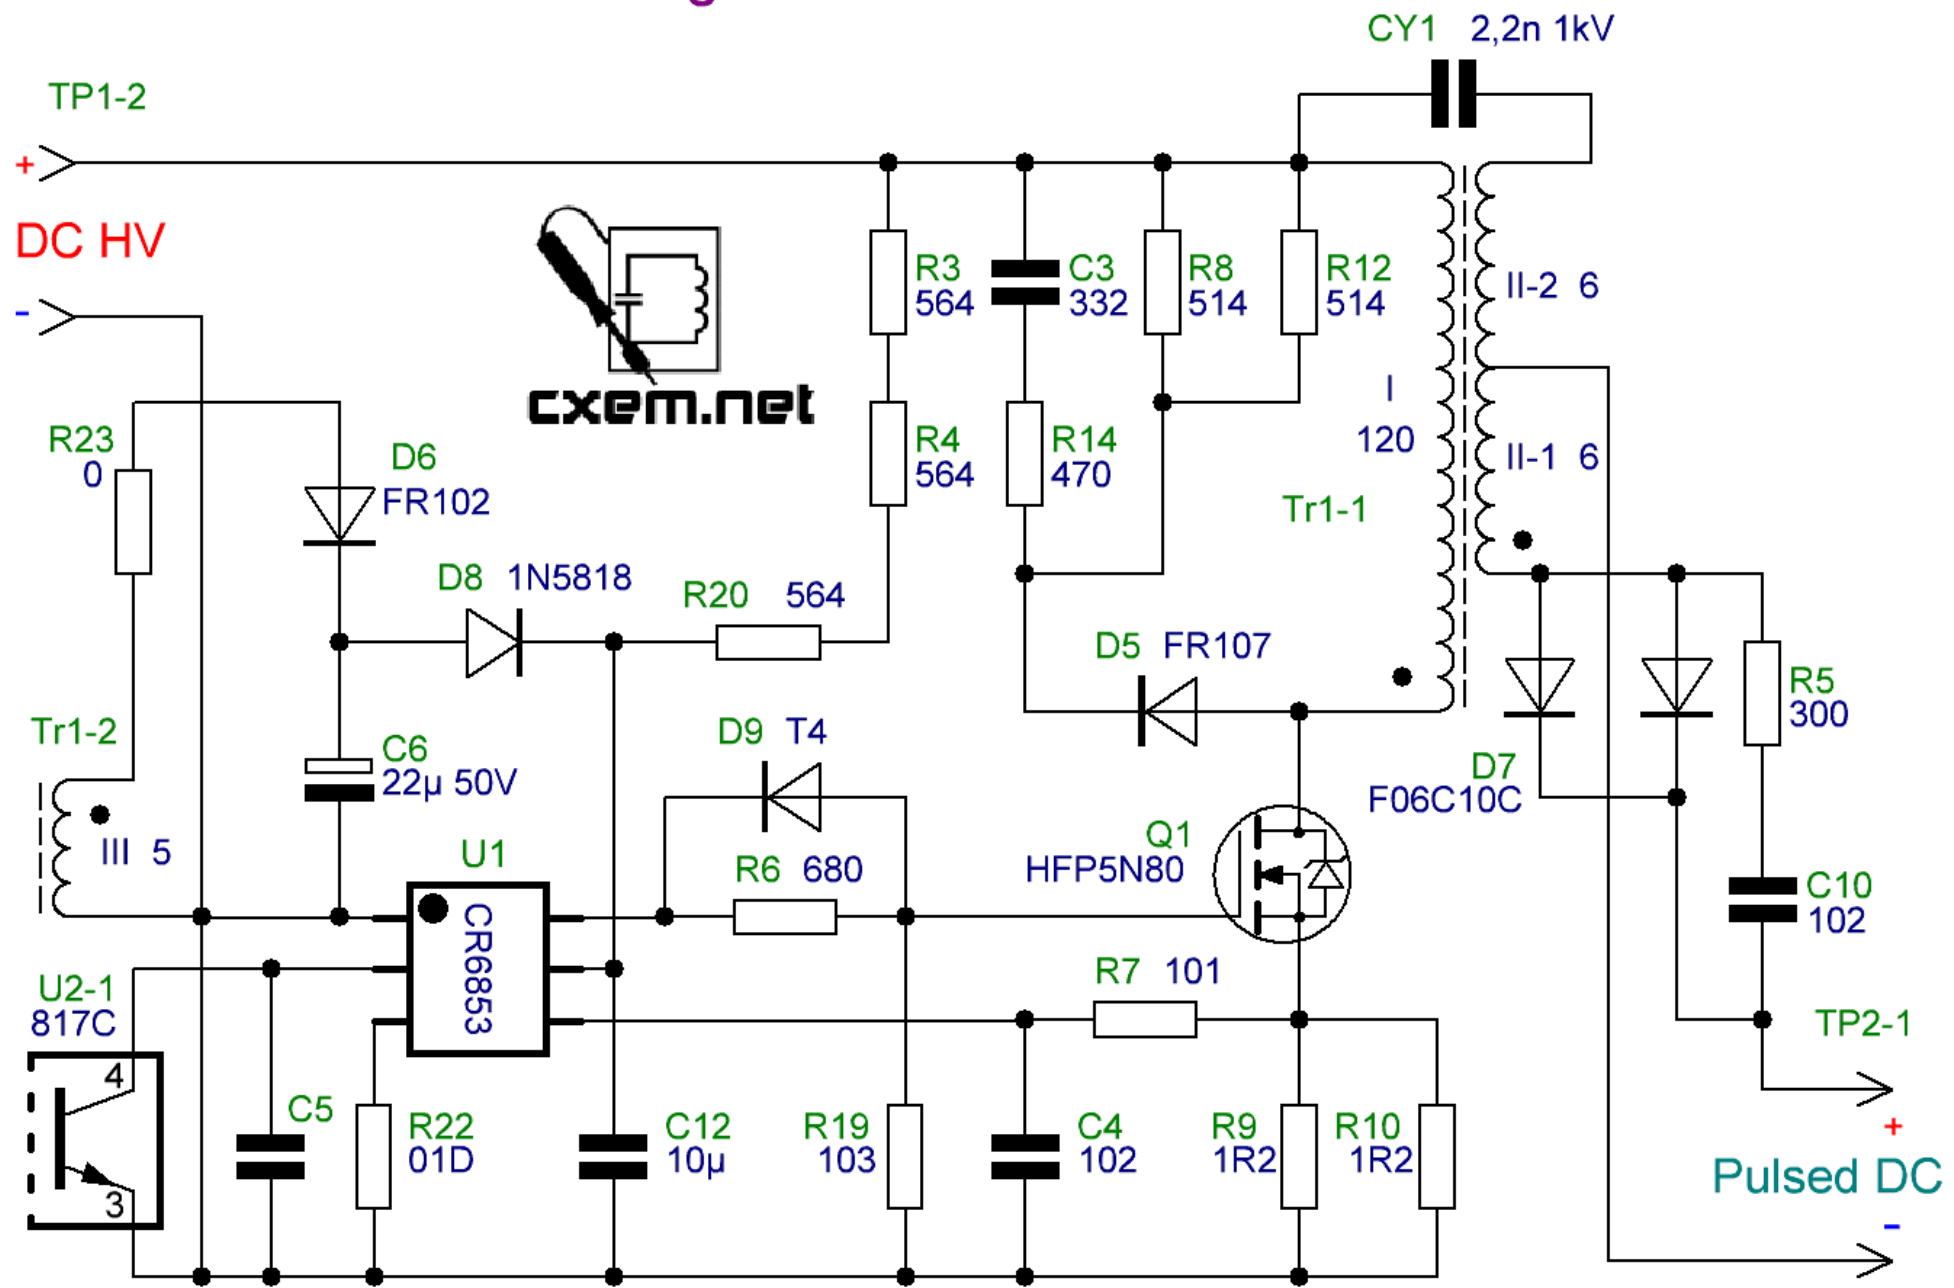 CY1 2,2n 1kV
TP1-2
+
DC HV
-
cxem.net
R3
564
C3
332
R8
514
R12
514
II-2 6
I
120
R23
0
D6
FR102
R4
564
R14
470
II-1 6
Tr1-1
D8 1N5818
R20 564
D5 FR107
R5
300
Tr1-2
C6
22µ 50V
D9 T4
D7
F06C10C
III 5
U1
CR6853
R6 680
Q1
HFP5N80
C10
102
R7 101
U2-1
817C
4
3
TP2-1
C5
R22
01D
C12
10µ
R19
103
C4
102
R9
1R2
R10
1R2
+
Pulsed DC
-